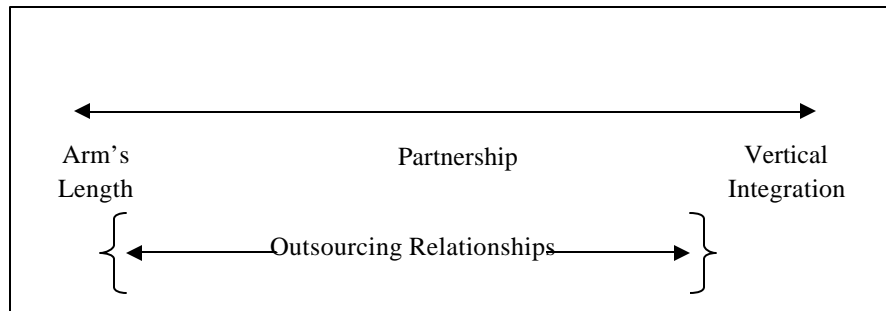 Arm's Partnership Vertical
Length Integration
Outsourcing Relationships